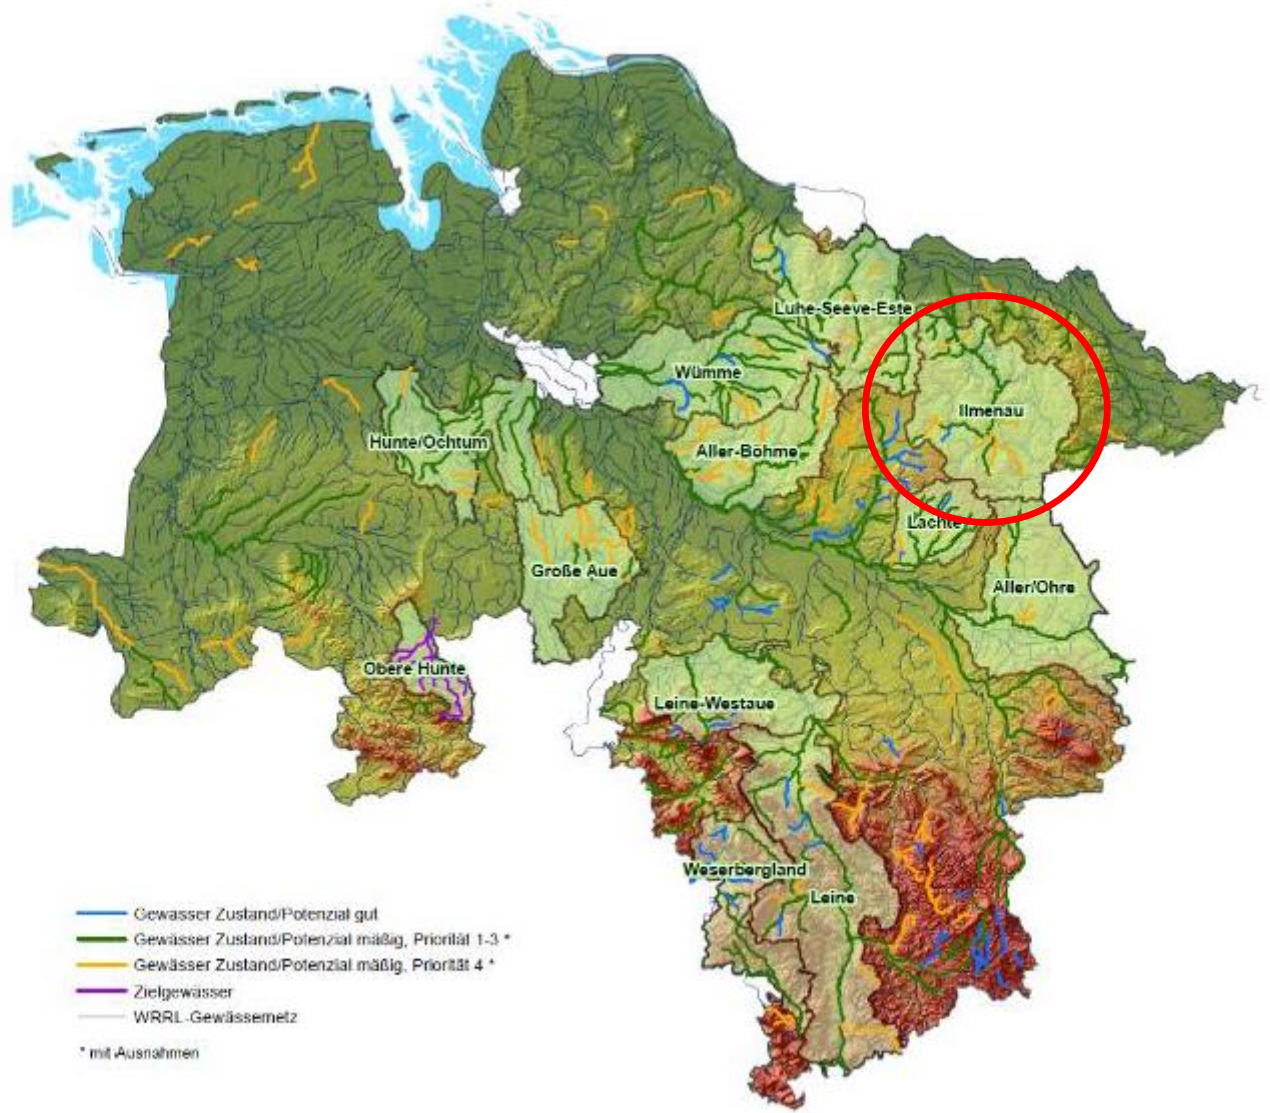 Luhe-Seeve-Este
Wümme
Ilmenau
Hunte/Ochtum
Aller-Böhme
Lachte
Große Aue
Aller/Ohre
Obere Hunte
Leine-Westaue
Weserbergland
Leine
Gewässer Zustand/Potenzial gut
Gewässer Zustand/Potenzial mäßig, Priorität 1-3 *
Gewässer Zustand/Potenzial mäßig, Priorität 4 *
Zielgewässer
WRRL-Gewässernetz
* mit Ausnahmen